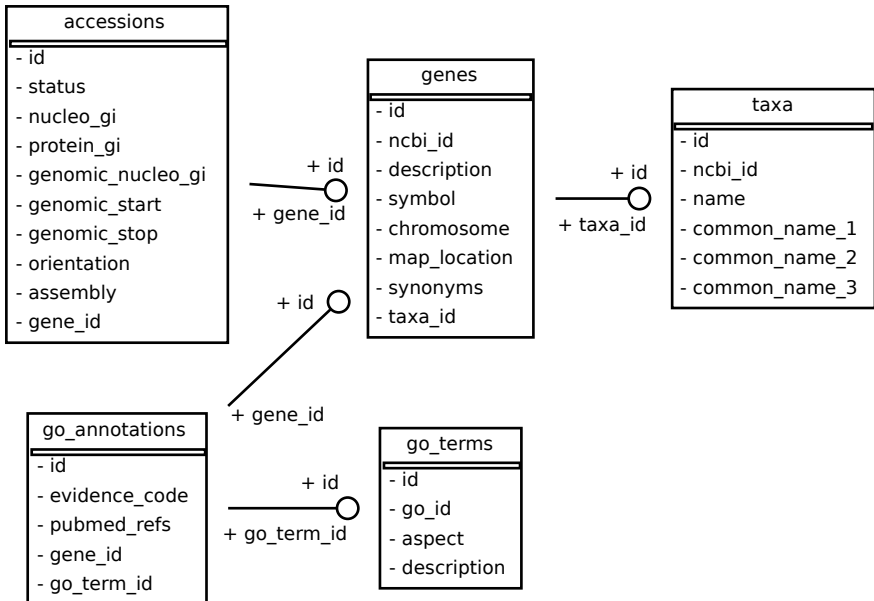 accessions
- id
- status
- nucleo_gi
- protein_gi
- genomic_nucleo_gi
- genomic_start
- genomic_stop
- orientation
- assembly
- gene_id
+ id
+ gene_id
genes
- id
- ncbi_id
- description
- symbol
- chromosome
- map_location
- synonyms
- taxa_id
+ id
+ taxa_id
taxa
- id
- ncbi_id
- name
- common_name_1
- common_name_2
- common_name_3
+ id
+ gene_id
go_annotations
- id
- evidence_code
- pubmed_refs
- gene_id
- go_term_id
+ id
+ go_term_id
go_terms
- id
- go_id
- aspect
- description